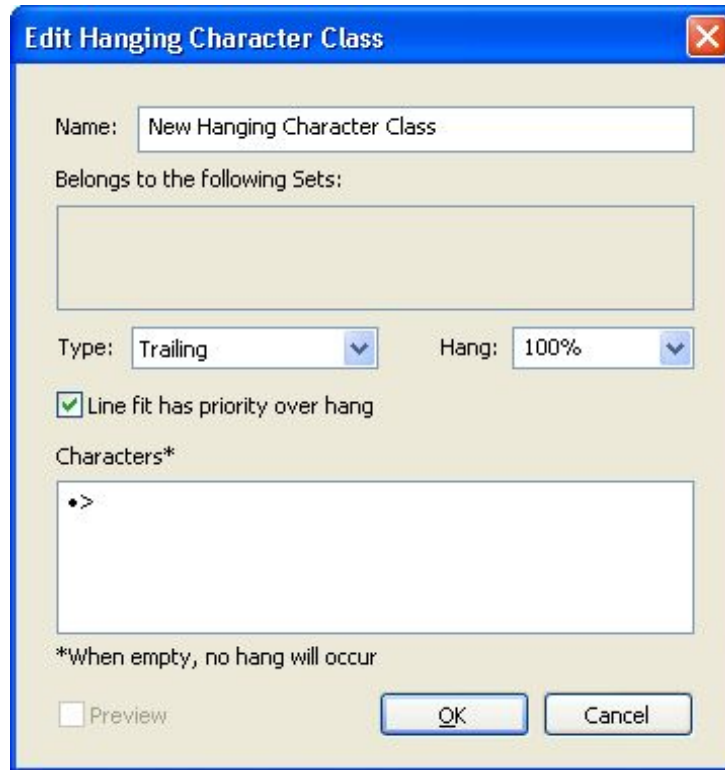 Edit Hanging Character Class
Name: New Hanging Character Class
Belongs to the following Sets:
Type: Trailing Hang: 100%
Line fit has priority over hang
Characters*
•>
*When empty, no hang will occur
Preview OK Cancel